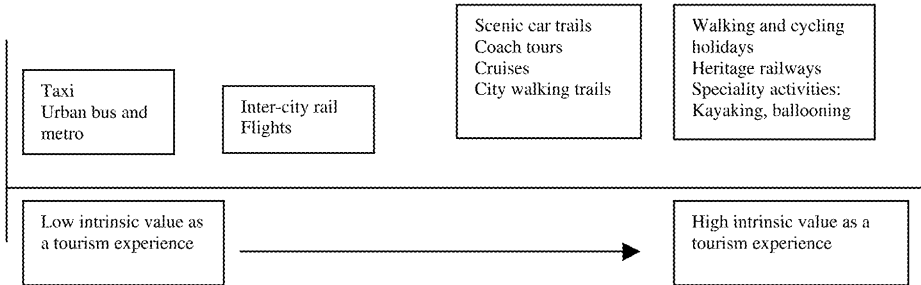 Taxi
Urban bus and
metro
Inter-city rail
Flights
Scenic car trails
Coach tours
Cruises
City walking trails
Walking and cycling
holidays
Heritage railways
Speciality activities:
Kayaking, ballooning
Low intrinsic value as
a tourism experience
High intrinsic value as a
tourism experience